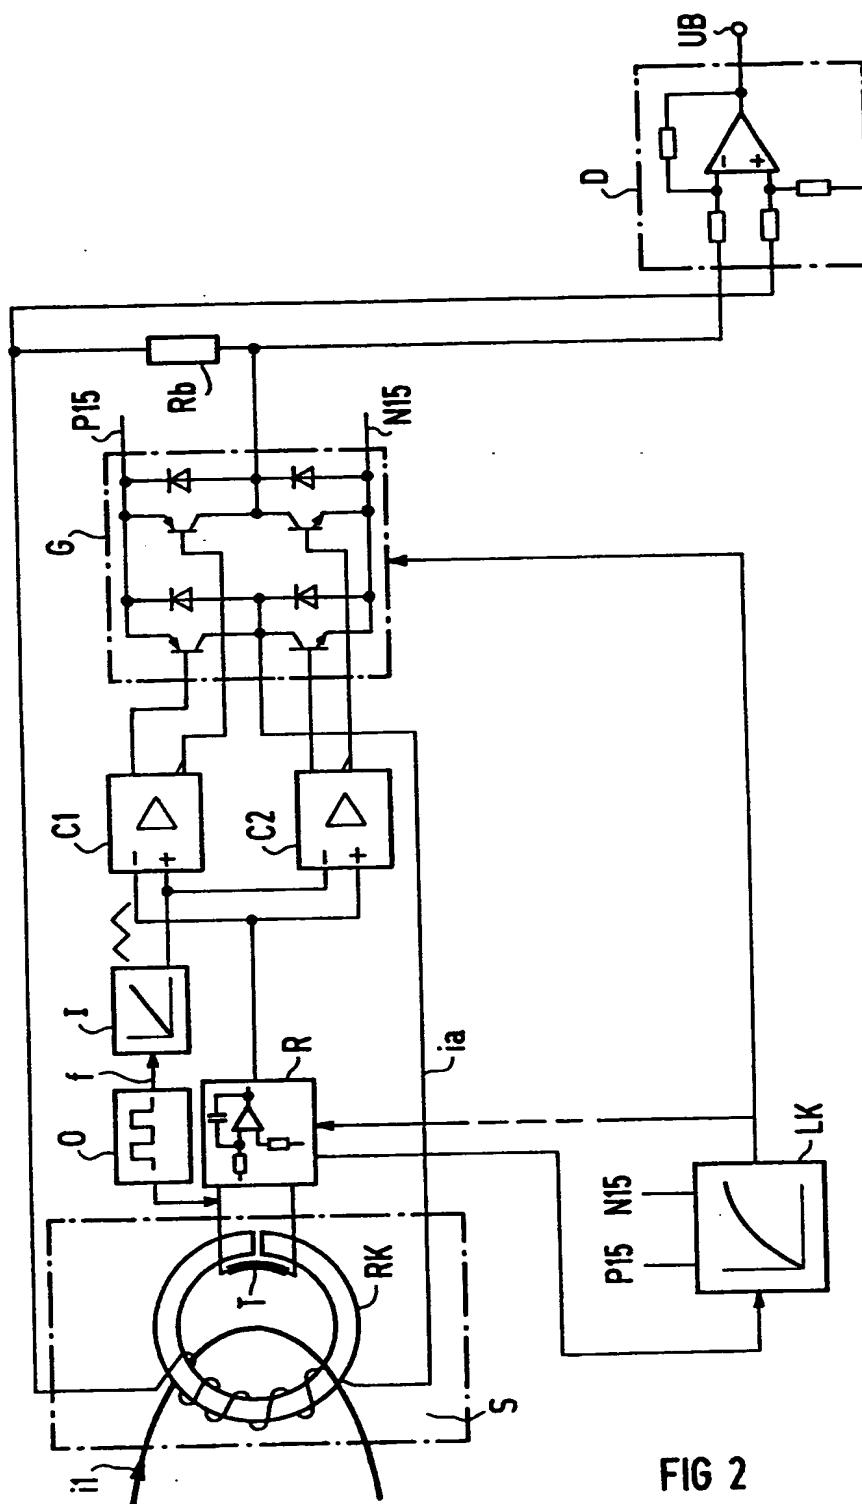 i1
S
RK
T
O
f
I
R
ia
C1
C2
- +
- +
G
P15
N15
Rb
D
- +
UB
P15
N15
LK
FIG 2